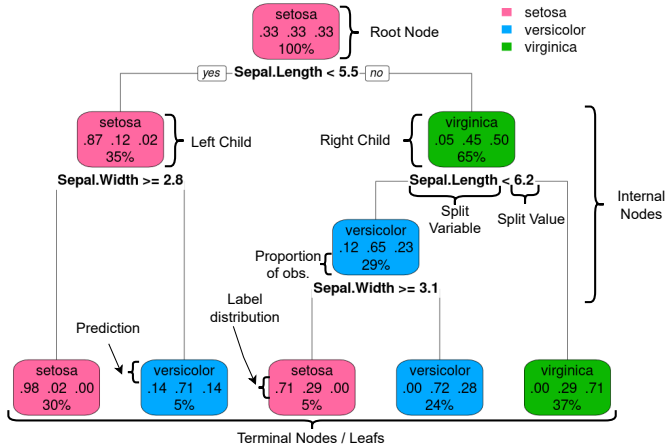 setosa
.33 .33 .33
100%
Root Node
setosa
versicolor
virginica
yes
Sepal.Length < 5.5
no
setosa
.87 .12 .02
35%
Left Child
Right Child
virginica
.05 .45 .50
65%
Sepal.Width >= 2.8
Sepal.Length < 6.2
Split
Variable
Split Value
Internal
Nodes
versicolor
.12 .65 .23
29%
Proportion
of obs.
Sepal.Width >= 3.1
Label
distribution
Prediction
setosa
.98 .02 .00
30%
versicolor
.14 .71 .14
5%
setosa
.71 .29 .00
5%
versicolor
.00 .72 .28
24%
virginica
.00 .29 .71
37%
Terminal Nodes / Leafs